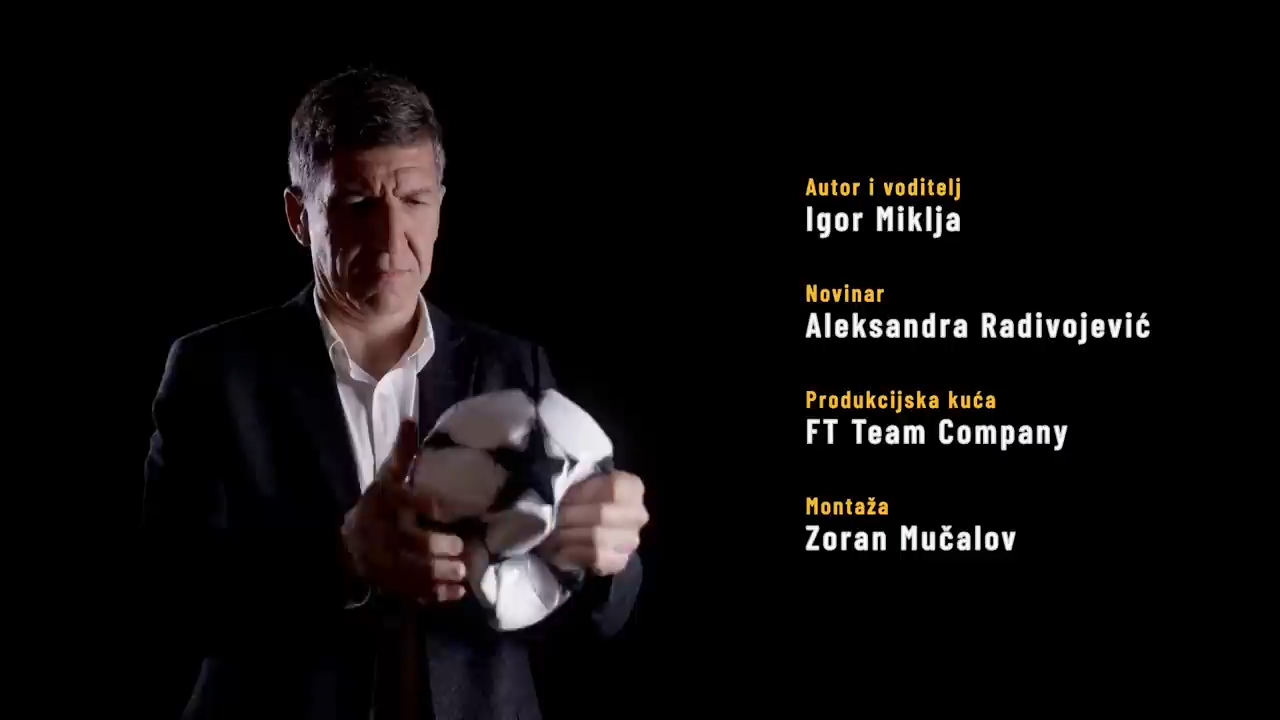 Autor i voditelj
Igor Miklja
Novinar
Aleksandra Radivojević
Produkcijska kuća
FT Team Company
Montaža
Zoran Mučalov